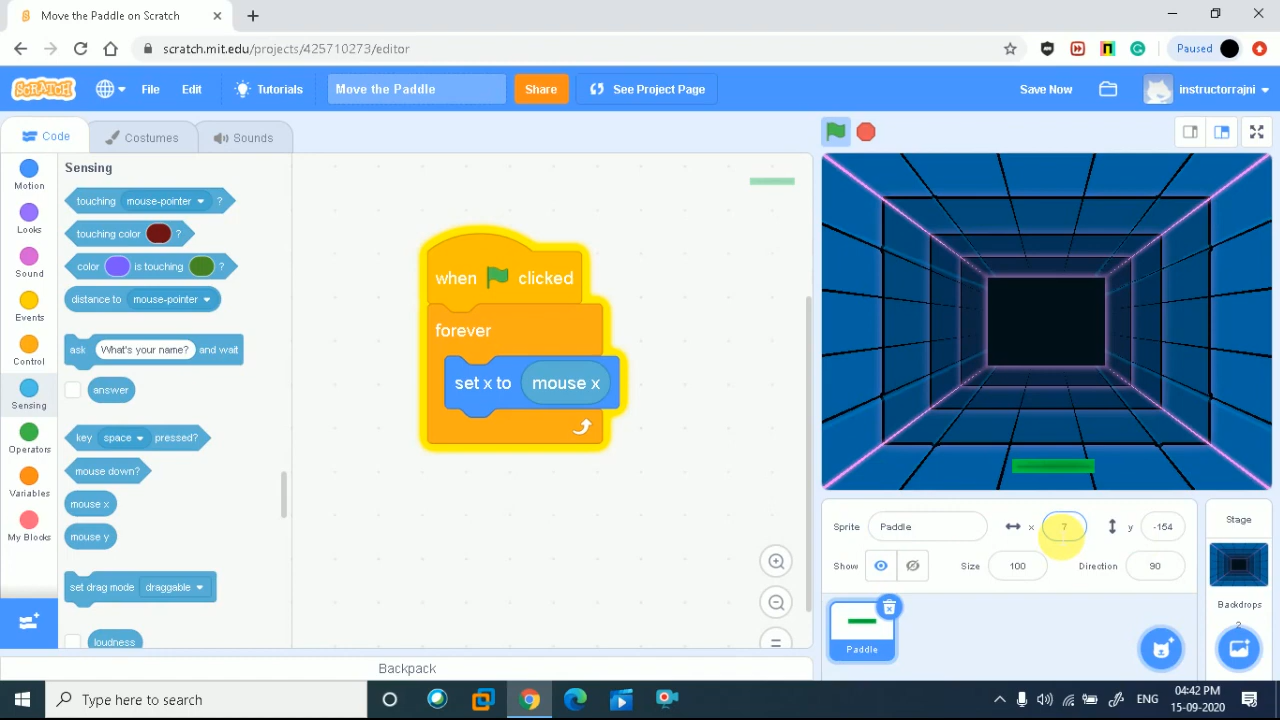 Move the Paddle on Scratch
scratch.mit.edu/projects/425710273/editor
Paused
SCRATCH
File
Edit
Tutorials
Move the Paddle
Share
See Project Page
Save Now
instructorrajni
Code
Costumes
Sounds
Motion
Looks
Sound
Events
Control
Sensing
Operators
Variables
My Blocks
Sensing
touching mouse-pointer ?
touching color ?
color is touching ?
distance to mouse-pointer
ask What's your name? and wait
answer
key space pressed?
mouse down?
mouse x
mouse y
set drag mode draggable
loudness
when clicked
forever
set x to mouse x
Sprite Paddle x 7 y -154
Show Size 100 Direction 90
Paddle
Stage
Backdrops
2
Backpack
Type here to search
ENG
04:42 PM
15-09-2020